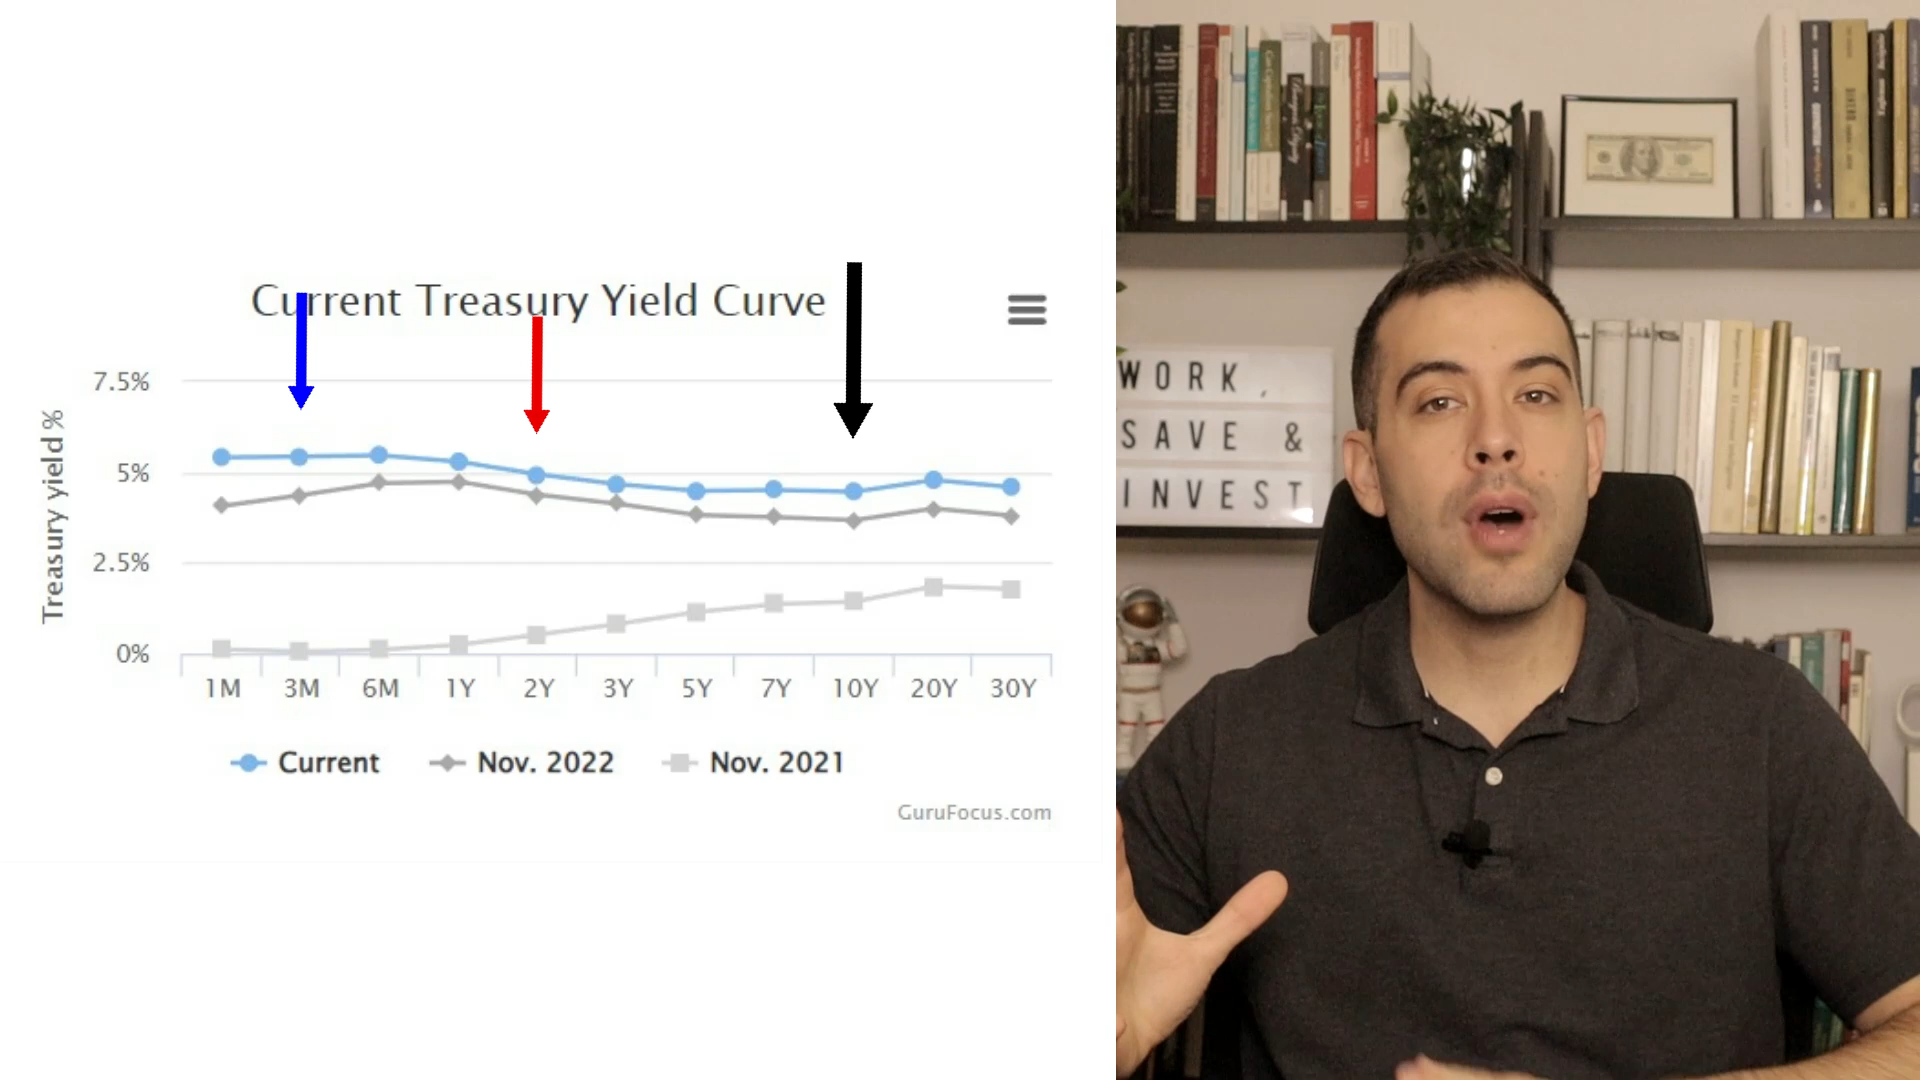 Current Treasury Yield Curve
Treasury yield %
7.5%
5%
2.5%
0%
1M 3M 6M 1Y 2Y 3Y 5Y 7Y 10Y 20Y 30Y
Current Nov. 2022 Nov. 2021
GuruFocus.com
WORK,
SAVE &
INVEST